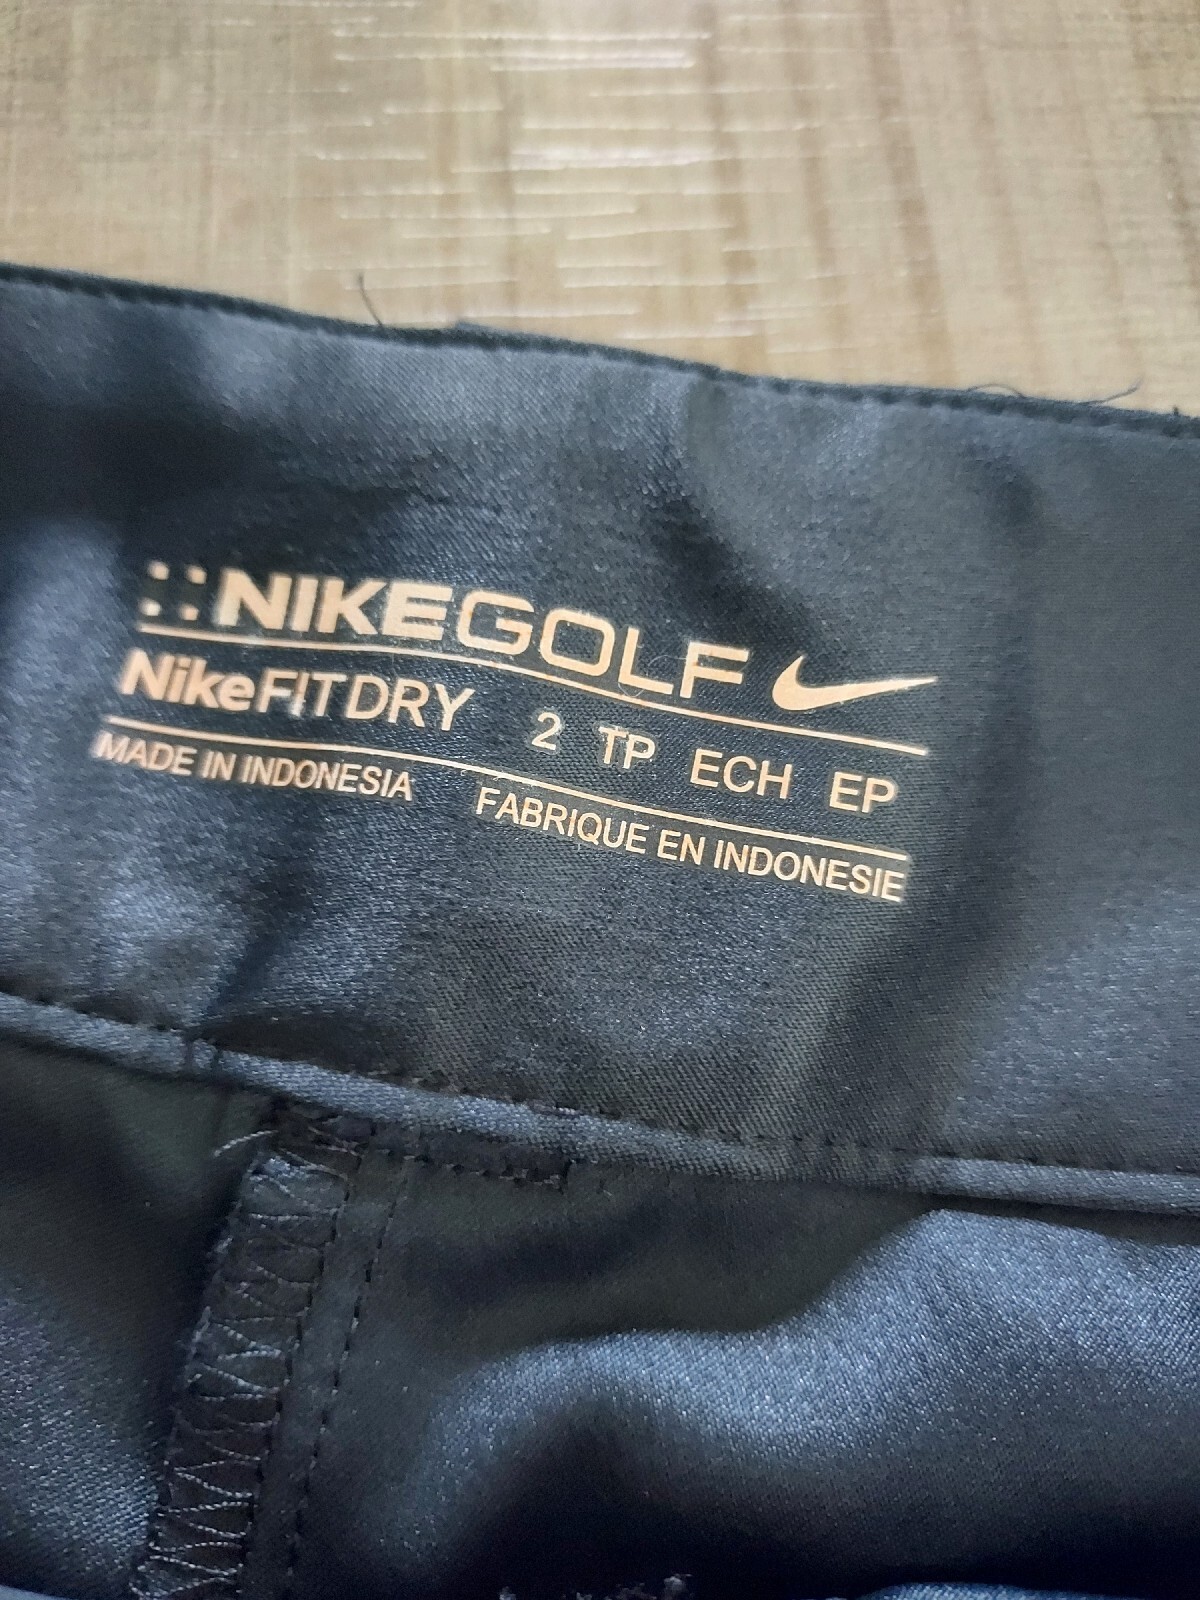 NIKEGOLF
NikeFITDRY 2 TP ECH EP
MADE IN INDONESIA FABRIQUE EN INDONESIE